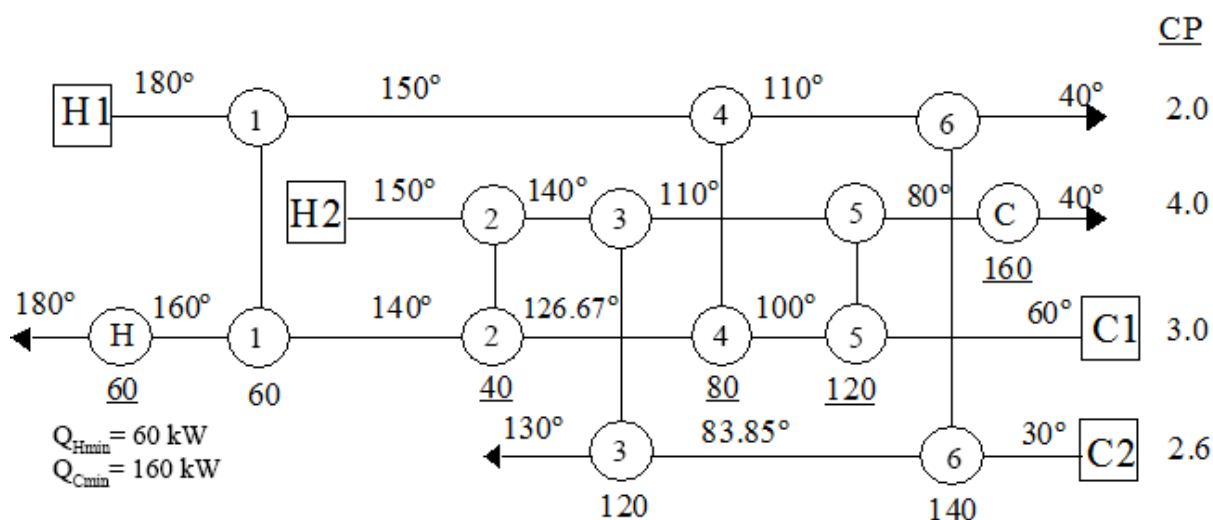 CP
H1 180° 1 150° 4 110° 6 40° 2.0
H2 150° 2 140° 3 110° 5 80° C 40° 4.0
160
180° H 160° 1 140° 2 126.67° 4 100° 5 60° C1 3.0
60 60 40 80 120
Q_Hmin= 60 kW
Q_Cmin= 160 kW
130° 3 83.85° 6 30° C2 2.6
120 140